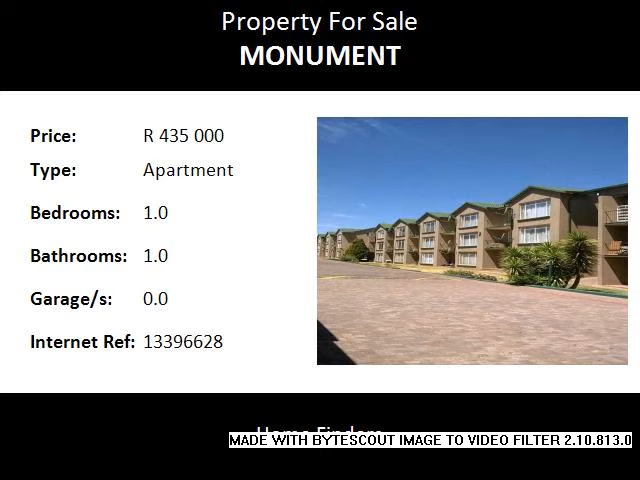 Property For Sale
MONUMENT
Price: R 435 000
Type: Apartment
Bedrooms: 1.0
Bathrooms: 1.0
Garage/s: 0.0
Internet Ref: 13396628
MADE WITH BYTESCOUT IMAGE TO VIDEO FILTER 2.10.813.0